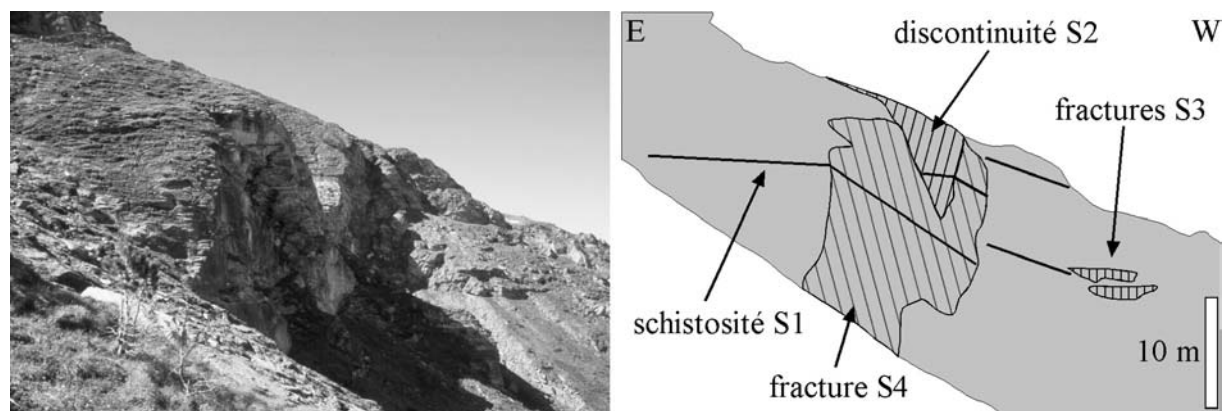 E
W
discontinuité S2
fractures S3
schistosité S1
10 m
fracture S4